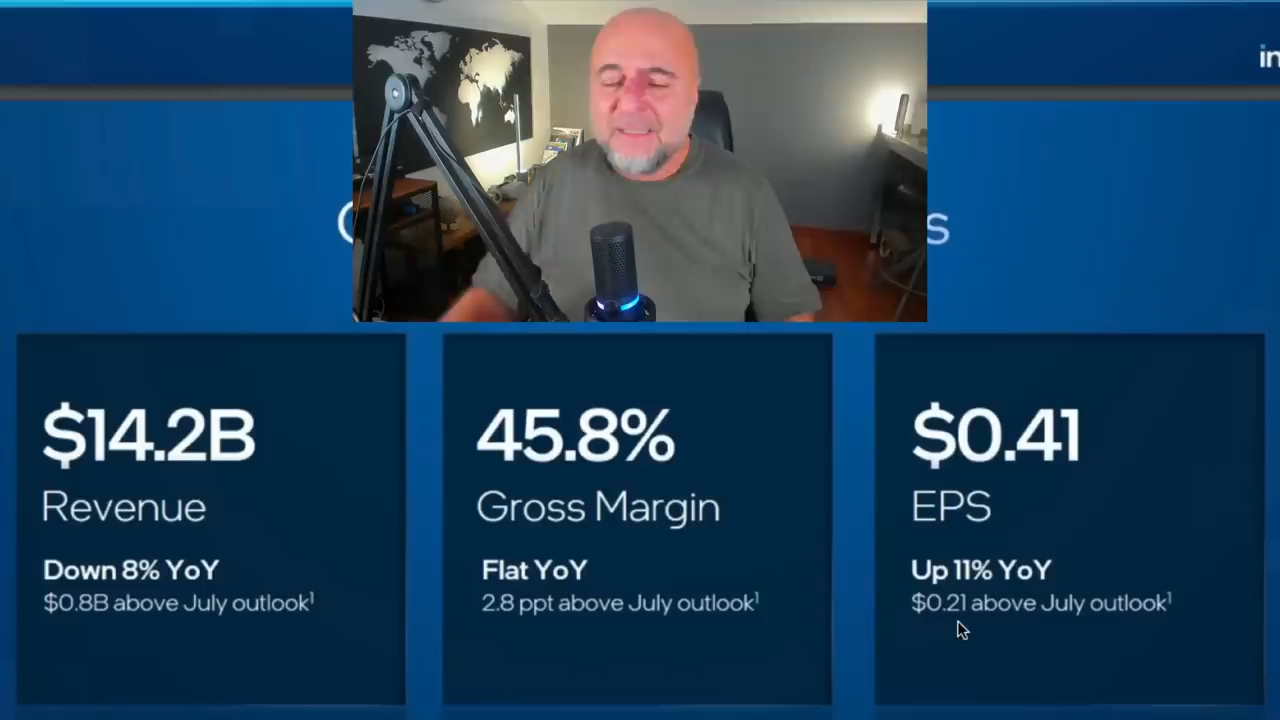 $14.2B
Revenue
Down 8% YoY
$0.8B above July outlook¹
45.8%
Gross Margin
Flat YoY
2.8 ppt above July outlook¹
$0.41
EPS
Up 11% YoY
$0.21 above July outlook¹